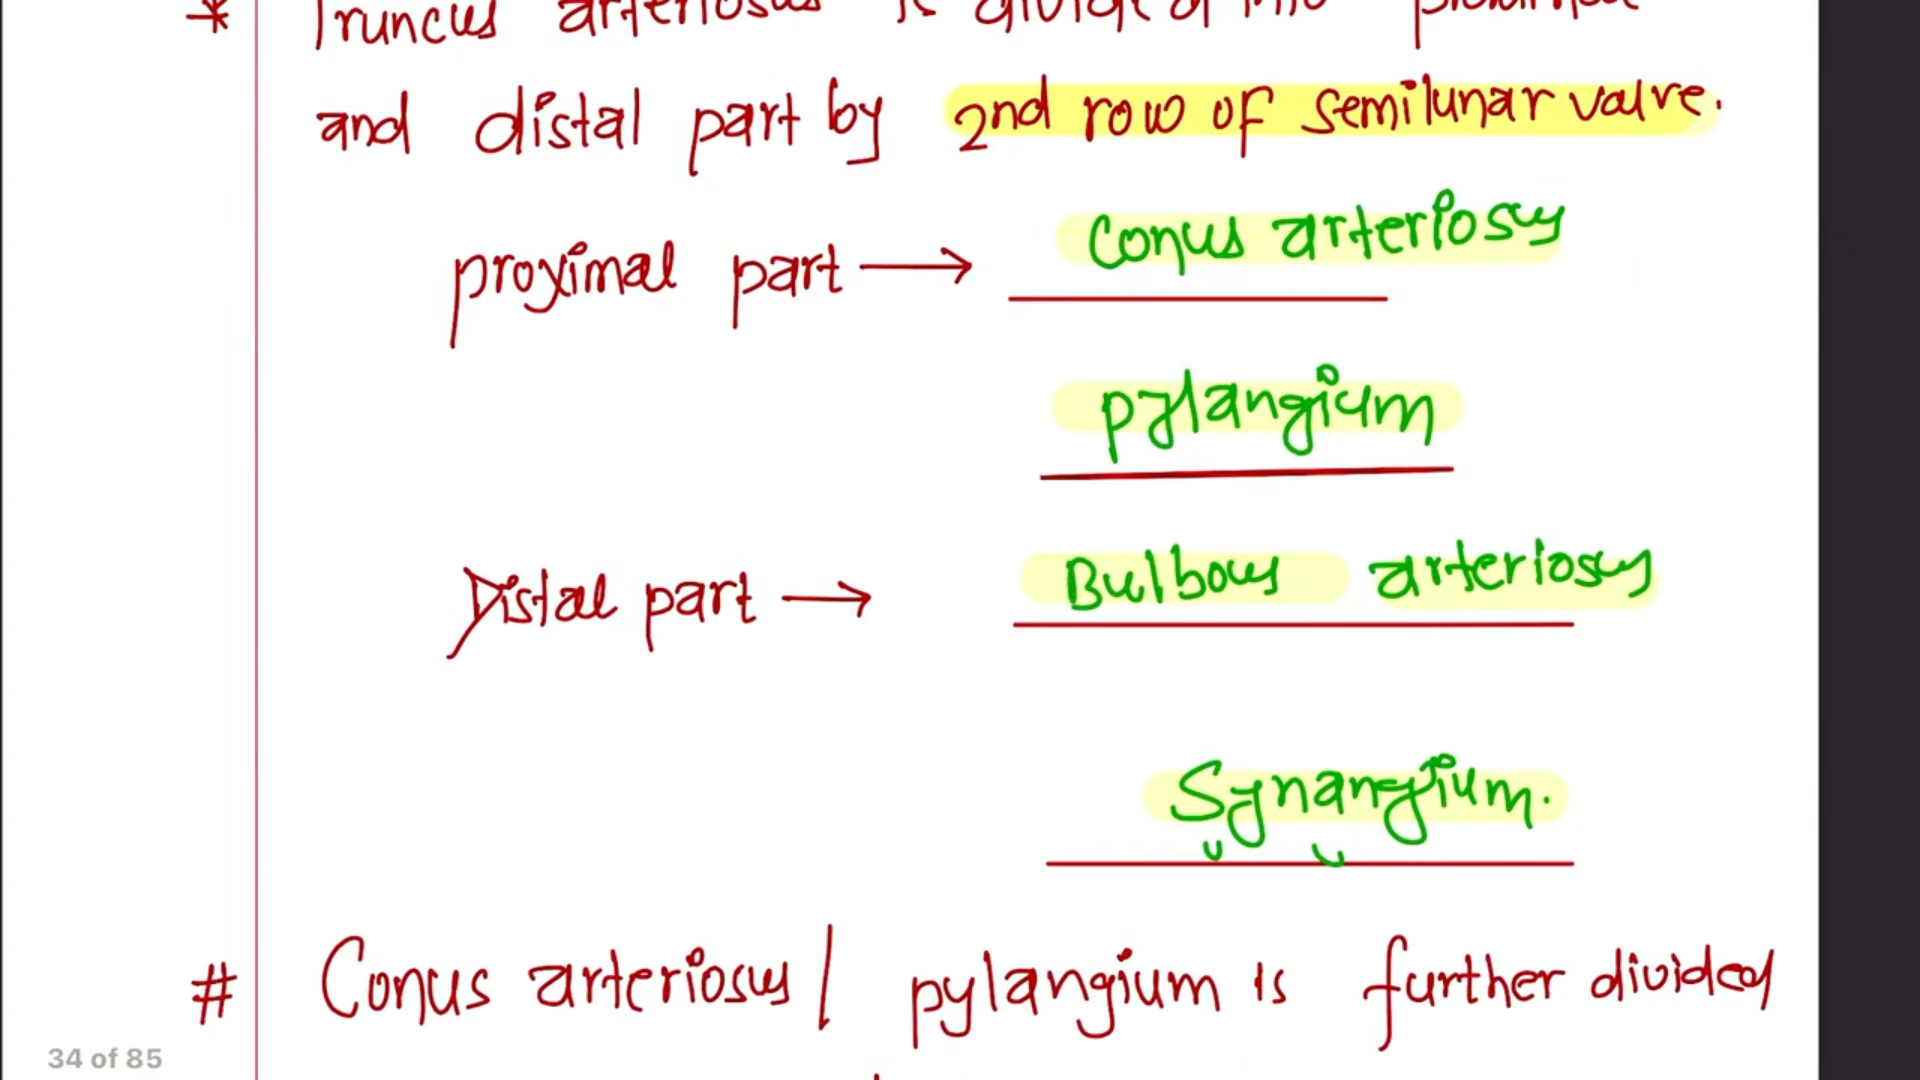 * Truncus arteriosus is divided into proximal
and distal part by 2nd row of semilunar valve.
proximal part → Conus arteriosus
pylangium
Distal part → Bulbous arteriosus
Synangium.
# Conus arteriosus / pylangium is further divided
34 of 85